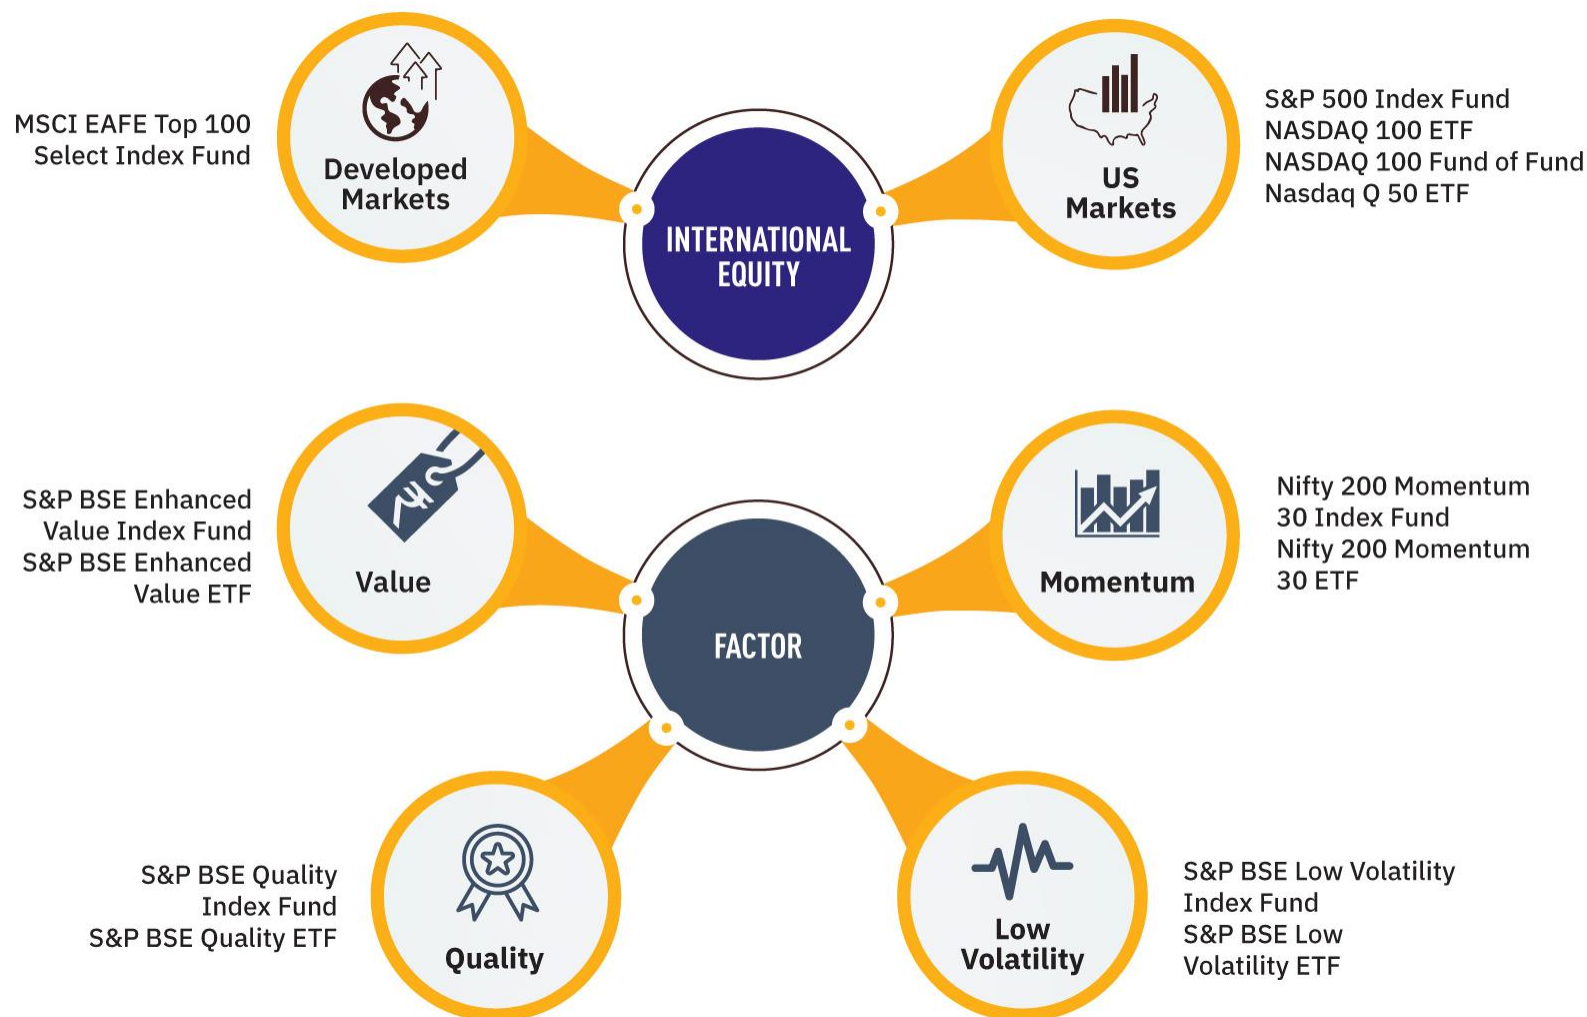 MSCI EAFE Top 100
Select Index Fund
Developed
Markets
INTERNATIONAL
EQUITY
US
Markets
S&P 500 Index Fund
NASDAQ 100 ETF
NASDAQ 100 Fund of Fund
Nasdaq Q 50 ETF
S&P BSE Enhanced
Value Index Fund
S&P BSE Enhanced
Value ETF
Value
FACTOR
Momentum
Nifty 200 Momentum
30 Index Fund
Nifty 200 Momentum
30 ETF
S&P BSE Quality
Index Fund
S&P BSE Quality ETF
Quality
Low
Volatility
S&P BSE Low Volatility
Index Fund
S&P BSE Low
Volatility ETF